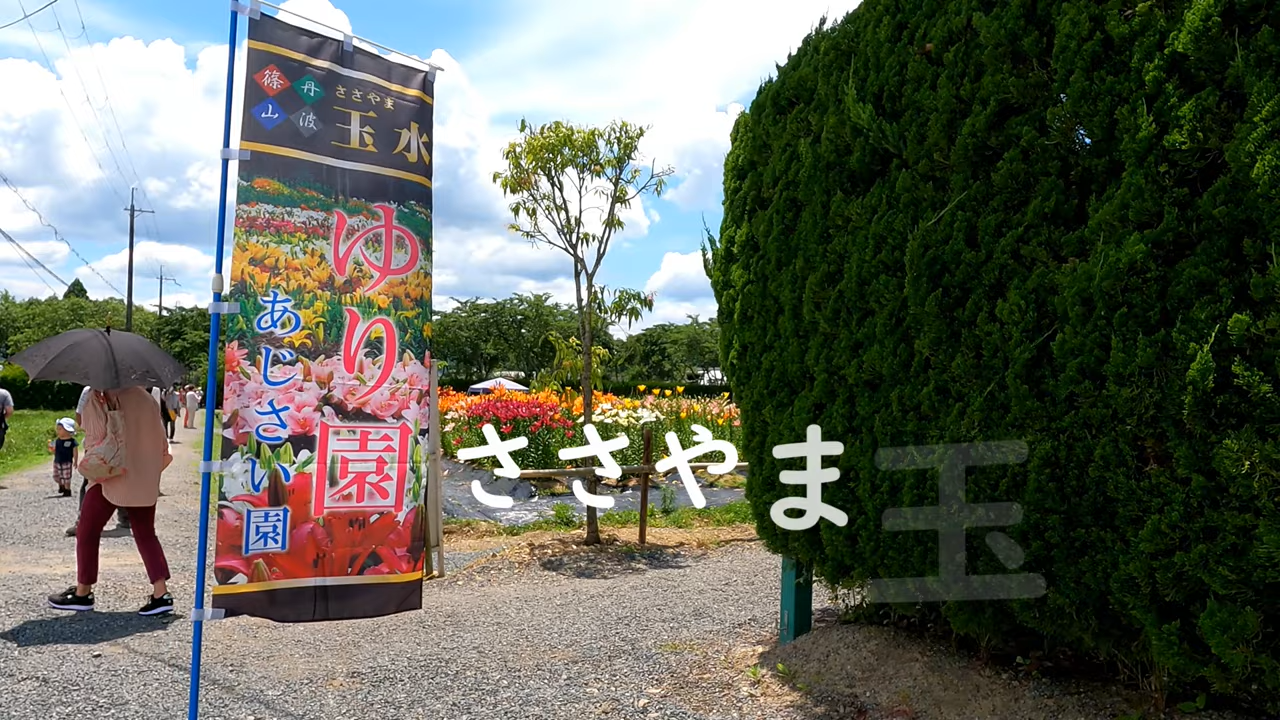 丹波
篠山
ささやま
玉水
ゆり園
あじさい園
ささやま玉